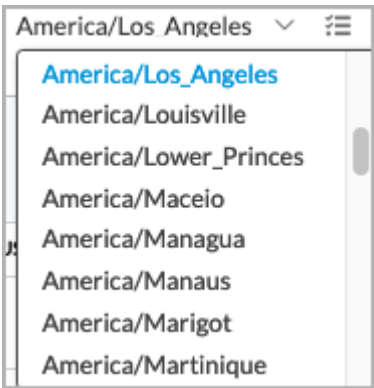 America/Los_Angeles
America/Los_Angeles
America/Louisville
America/Lower_Princes
America/Maceio
America/Managua
America/Manaus
America/Marigot
America/Martinique